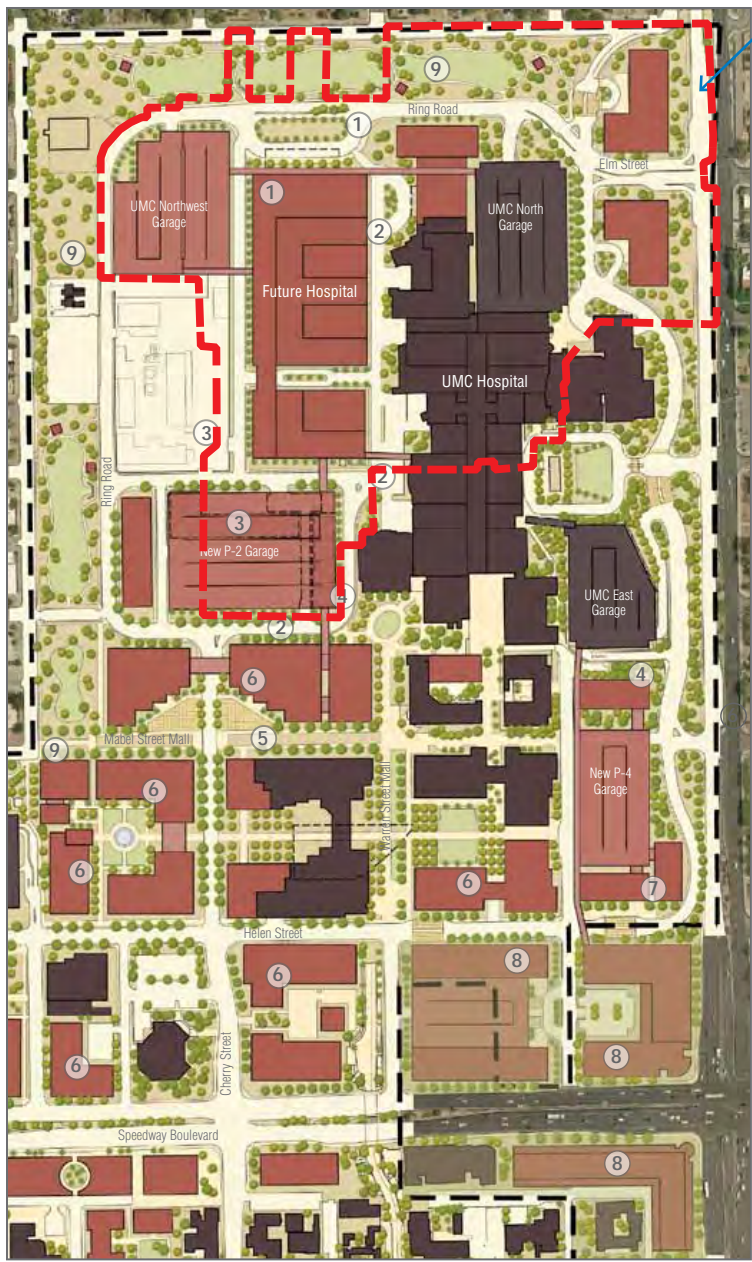 9
1
Ring Road
Elm Street
1
UMC Northwest
Garage
UMC North
Garage
2
9
Future Hospital
UMC Hospital
3
Ring Road
2
3
New P-2 Garage
4
UMC East
Garage
2
6
4
5
Mabel Street Mall
9
6
Warren Street Mall
New P-4
Garage
6
6
7
Helen Street
6
8
6
8
Cherry Street
Speedway Boulevard
8